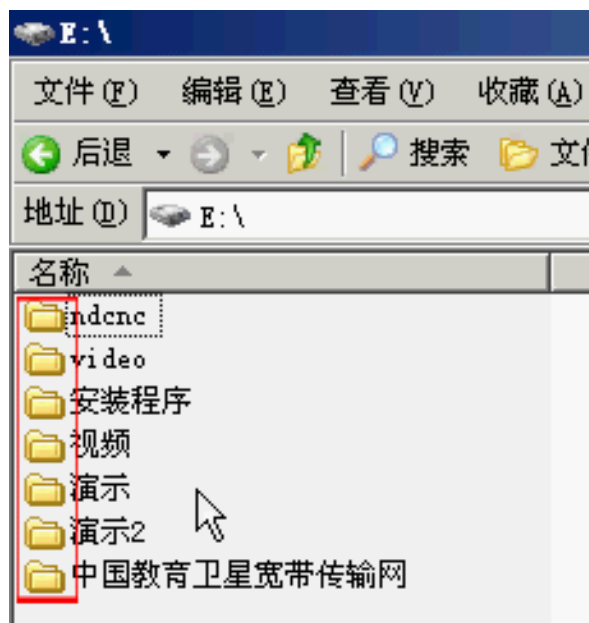 E:\
文件(F) 编辑(E) 查看(V) 收藏(A)
后退 搜索
地址(D) E:\
名称
ndcnc
video
安装程序
视频
演示
演示2
中国教育卫星宽带传输网